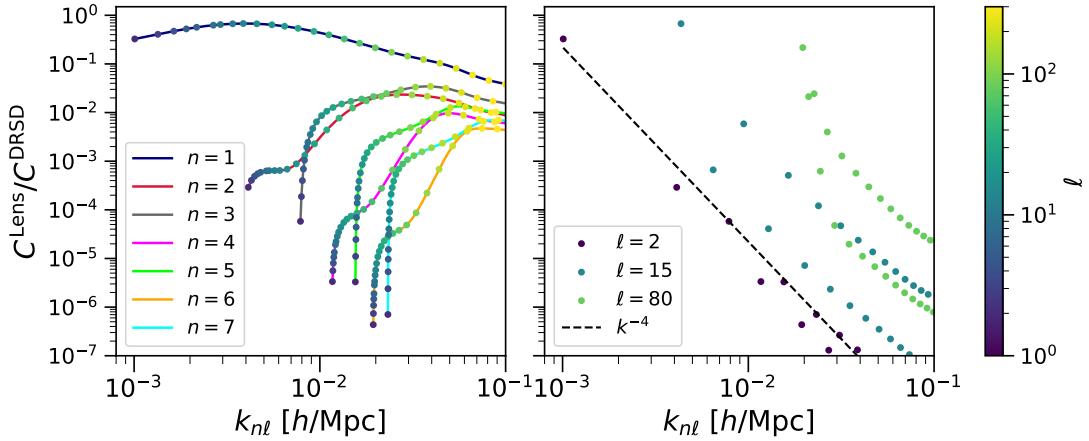 C^Lens/C^DRSD
10^0
10^−1
10^−2
10^−3
10^−4
10^−5
10^−6
10^−7
n = 1
n = 2
n = 3
n = 4
n = 5
n = 6
n = 7
10^−3
10^−2
10^−1
k_nℓ [h/Mpc]
ℓ = 2
ℓ = 15
ℓ = 80
k^−4
10^−3
10^−2
10^−1
k_nℓ [h/Mpc]
10^2
10^1
10^0
ℓ